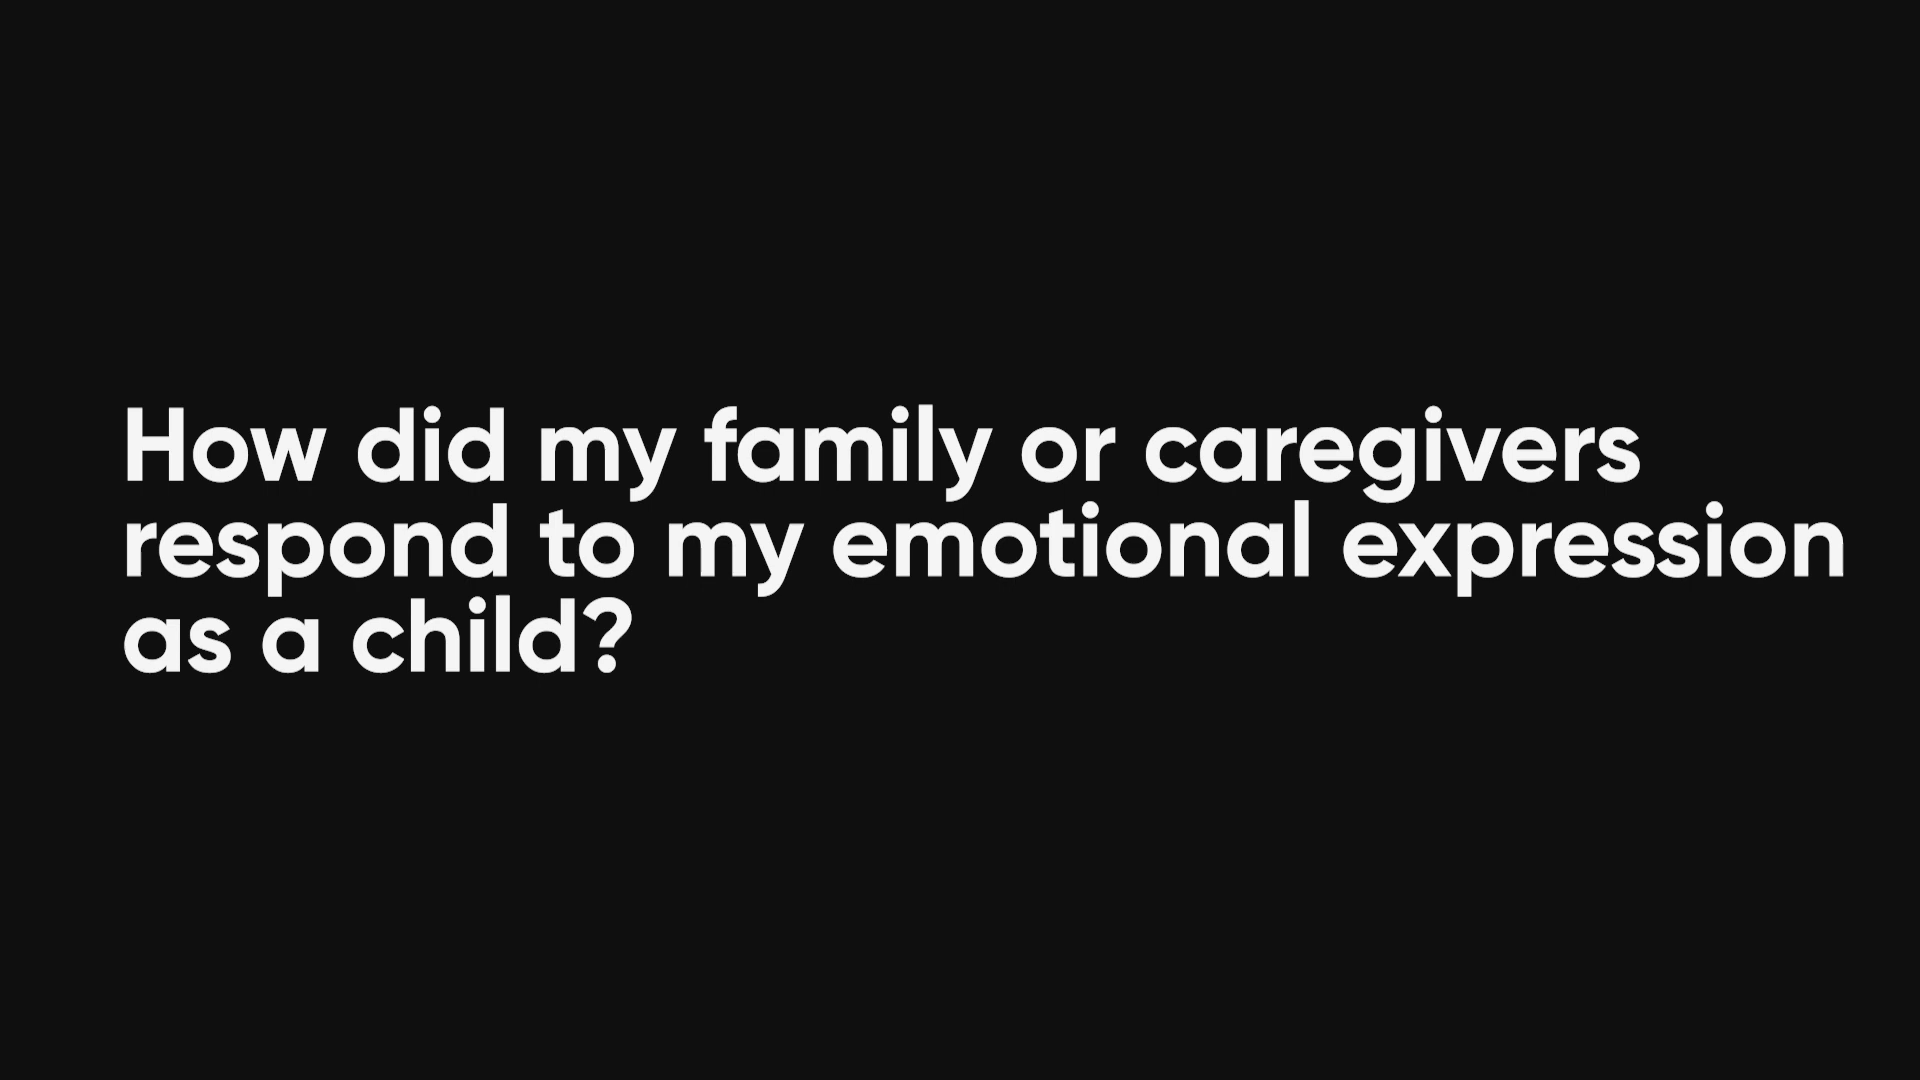 How did my family or caregivers
respond to my emotional expression
as a child?